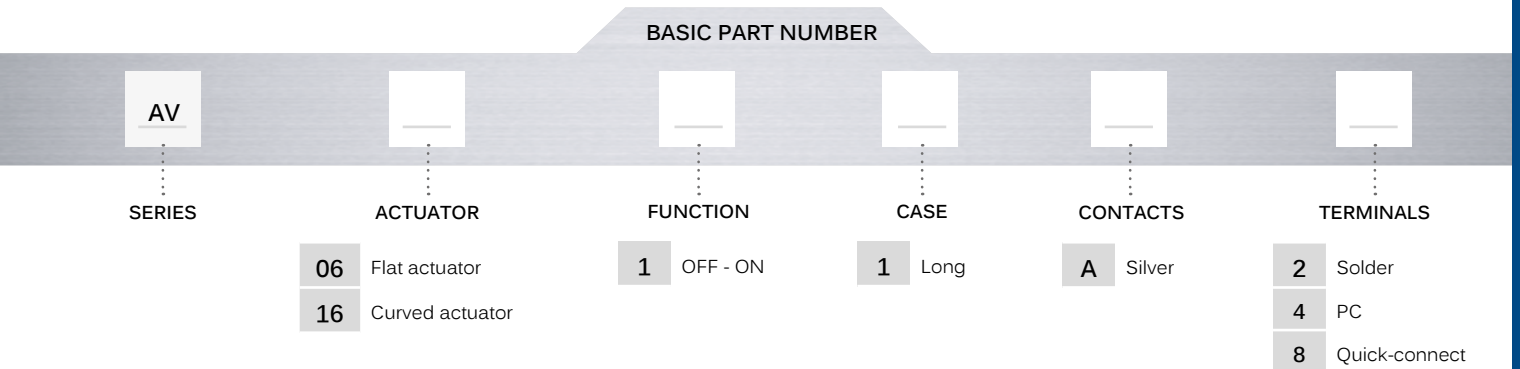 BASIC PART NUMBER
AV
SERIES ACTUATOR FUNCTION CASE CONTACTS TERMINALS
06 Flat actuator 1 OFF - ON 1 Long A Silver 2 Solder
16 Curved actuator 4 PC
8 Quick-connect